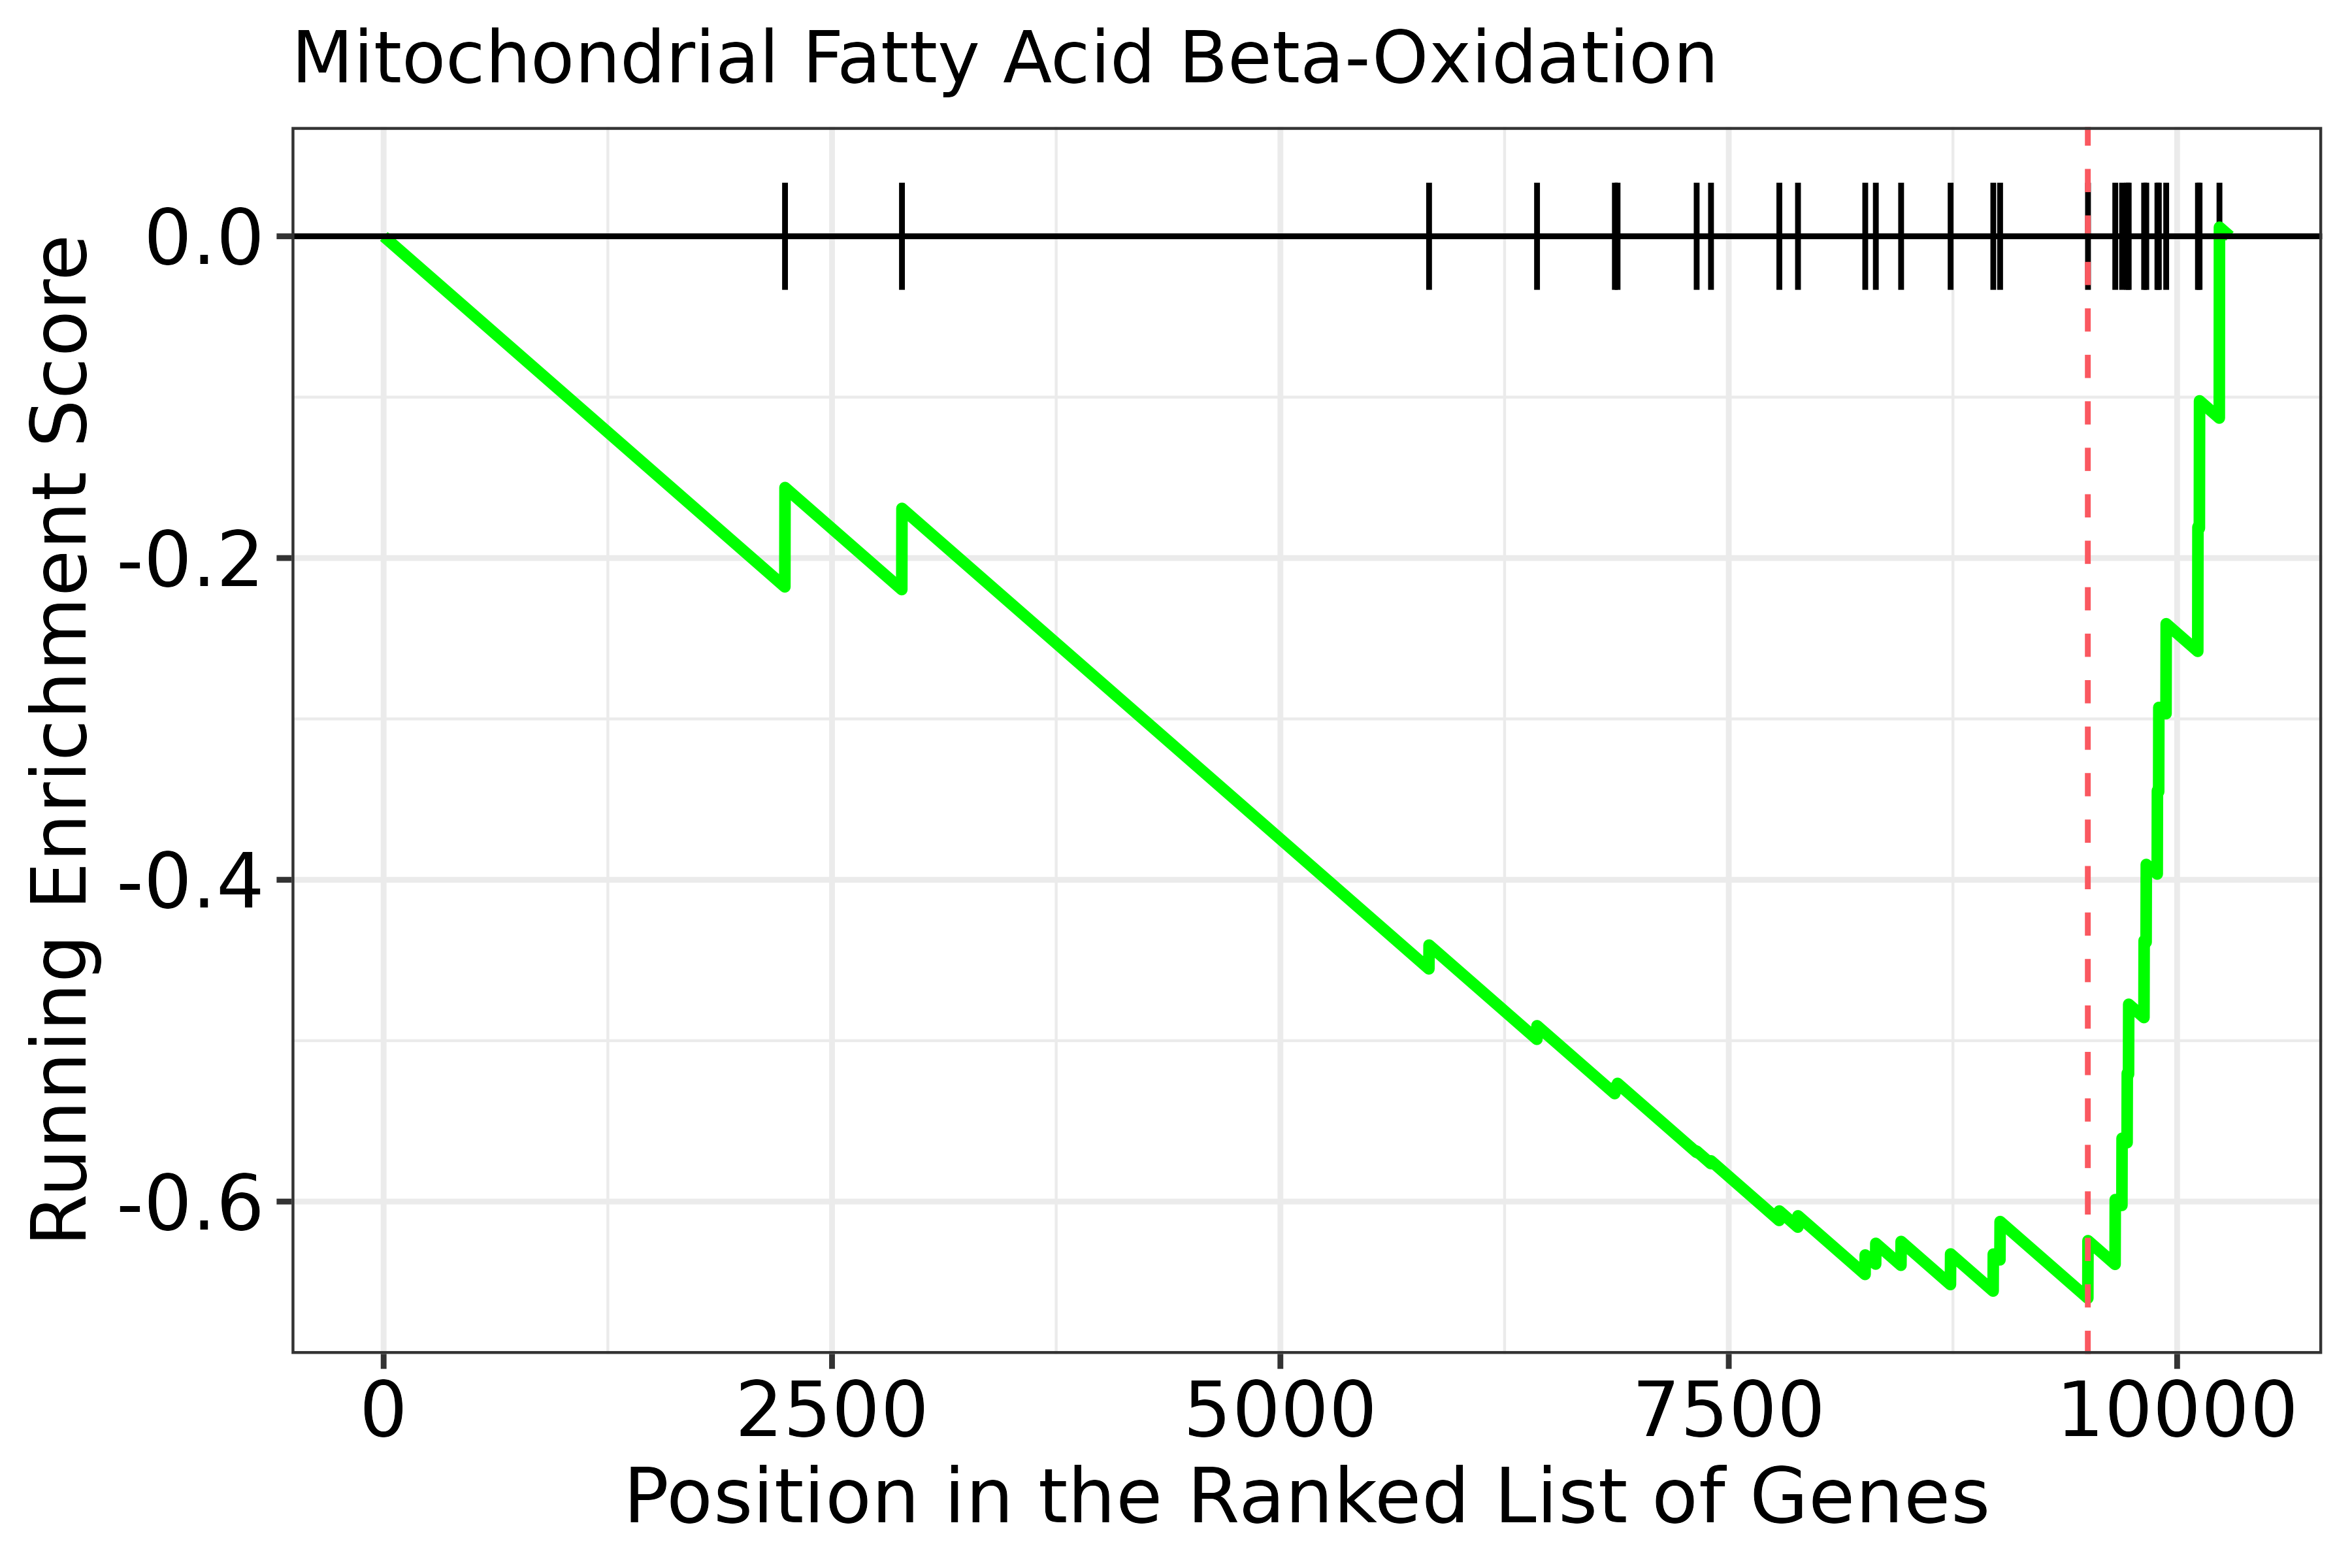 Mitochondrial Fatty Acid Beta-Oxidation
Running Enrichment Score
0.0
-0.2
-0.4
-0.6
0 2500 5000 7500 10000
Position in the Ranked List of Genes